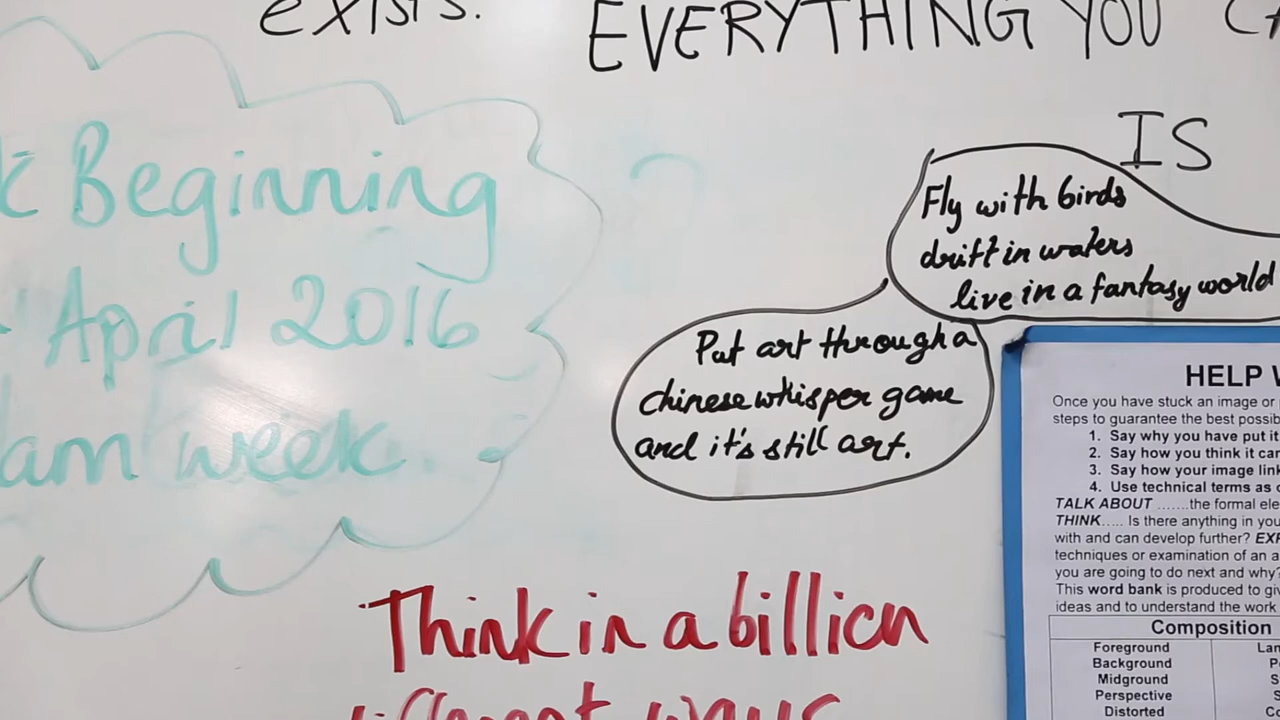 exists.
EVERYTHING YOU CA
IS
k Beginning
April 2016
am week.
Fly with birds
drift in waters
live in a fantasy world
Put art through a
chinese whisper game
and it's still art.
Think in a billion
different ways
HELP W
Once you have stuck an image or
steps to guarantee the best possib
1. Say why you have put it
2. Say how you think it can
3. Say how your image link
4. Use technical terms as
TALK ABOUT .......the formal ele
THINK..... Is there anything in you
with and can develop further? EXP
techniques or examination of an a
you are going to do next and why?
This word bank is produced to giv
ideas and to understand the work
Composition
Foreground Lan
Background
Midground
Perspective
Distorted